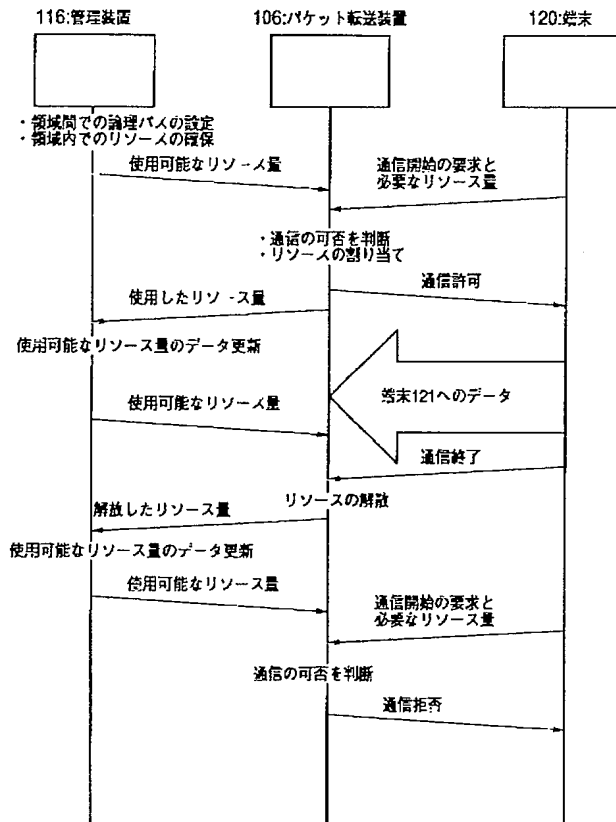 116:管理装置
106:パケット転送装置
120:端末
・領域間での論理パスの設定
・領域内でのリソースの確保
使用可能なリソース量
通信開始の要求と
必要なリソース量
・通信の可否を判断
・リソースの割り当て
通信許可
使用したリソース量
使用可能なリソース量のデータ更新
端末121へのデータ
使用可能なリソース量
通信終了
リソースの解散
解放したリソース量
使用可能なリソース量のデータ更新
使用可能なリソース量
通信開始の要求と
必要なリソース量
通信の可否を判断
通信拒否